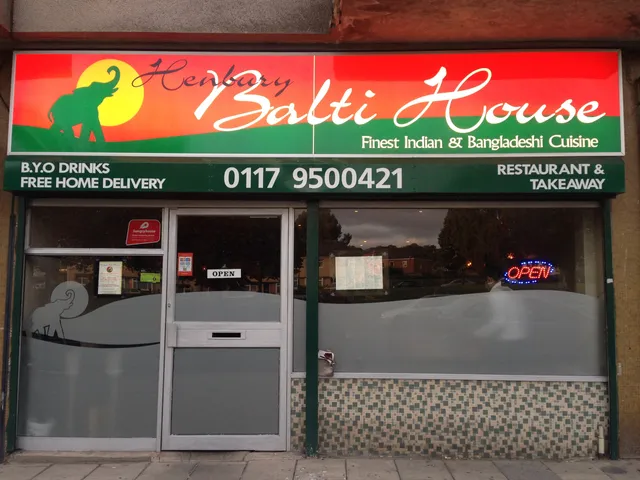 Henbury
Balti House
Finest Indian & Bangladeshi Cuisine
B.Y.O DRINKS
FREE HOME DELIVERY
0117 9500421
RESTAURANT &
TAKEAWAY
OPEN
OPEN